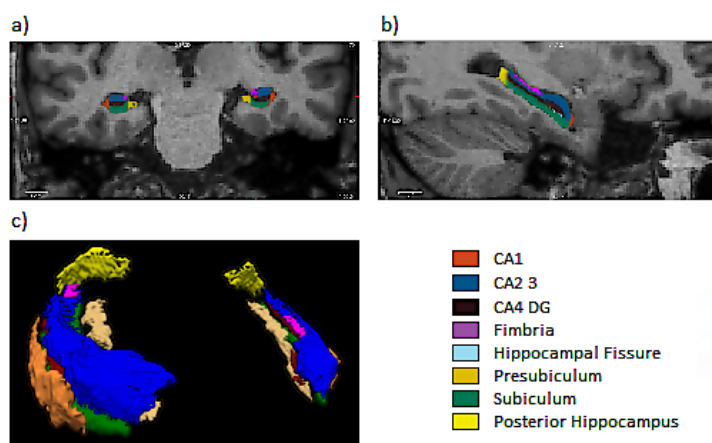 a)
b)
c)
CA1
CA2 3
CA4 DG
Fimbria
Hippocampal Fissure
Presubiculum
Subiculum
Posterior Hippocampus